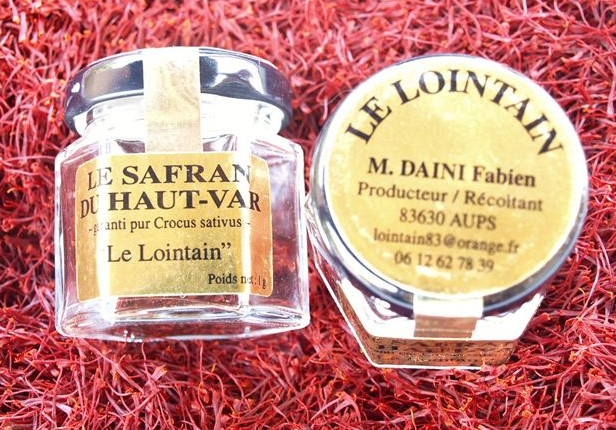 LE SAFRAN
DU HAUT-VAR
- garanti pur Crocus sativus -
"Le Lointain"
Poids net: 1g
LE LOINTAIN
M. DAINI Fabien
Producteur / Récoltant
83630 AUPS
lointain83@orange.fr
06 12 62 78 39